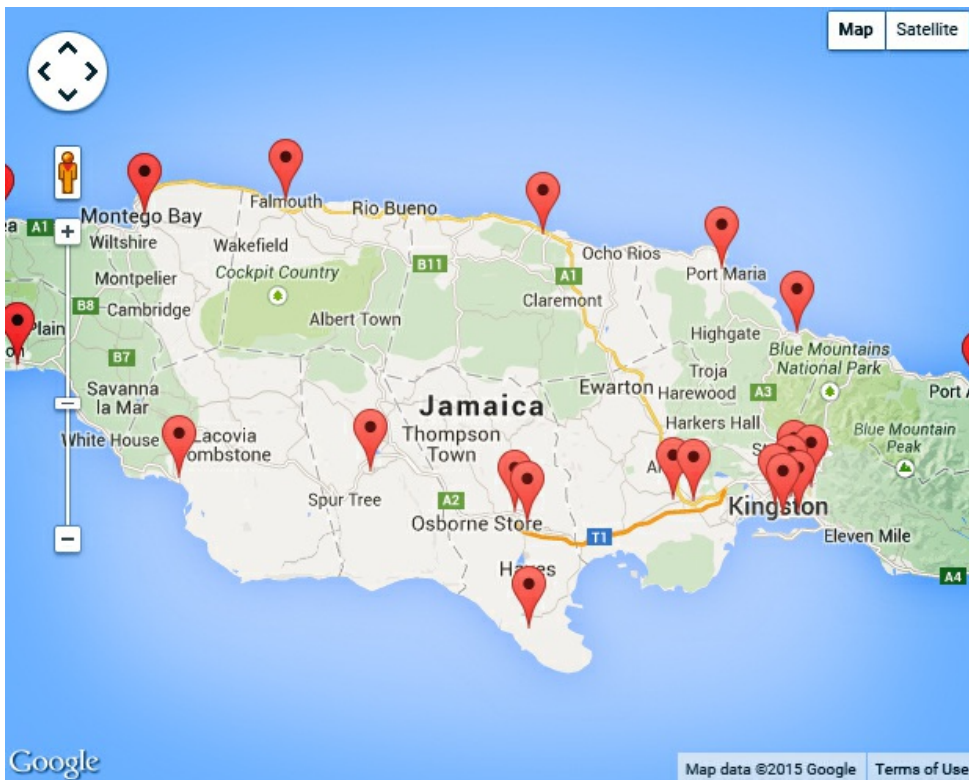 Map Satellite
Falmouth
Rio Bueno
Montego Bay
A1
Wiltshire
Wakefield
Ocho Rios
Cockpit Country
B11
Port Maria
Montpelier
A1
B8
Cambridge
Claremont
Plain
Albert Town
Highgate
Blue Mountains
National Park
B7
Troja
Savanna
la Mar
Ewarton
Harewood
A3
Jamaica
Harkers Hall
Blue Mountain
Peak
White House
Lacovia
Thompson
Town
Spur Tree
A2
Kingston
Osborne Store
T1
Eleven Mile
A4
Google
Map data ©2015 Google Terms of Use